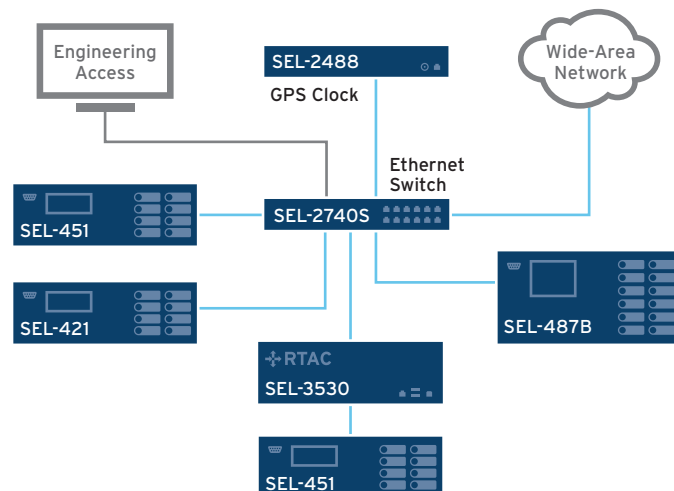 Engineering
Access
SEL-2488
GPS Clock
Wide-Area
Network
Ethernet
Switch
SEL-2740S
SEL-451
SEL-421
SEL-487B
RTAC
SEL-3530
SEL-451